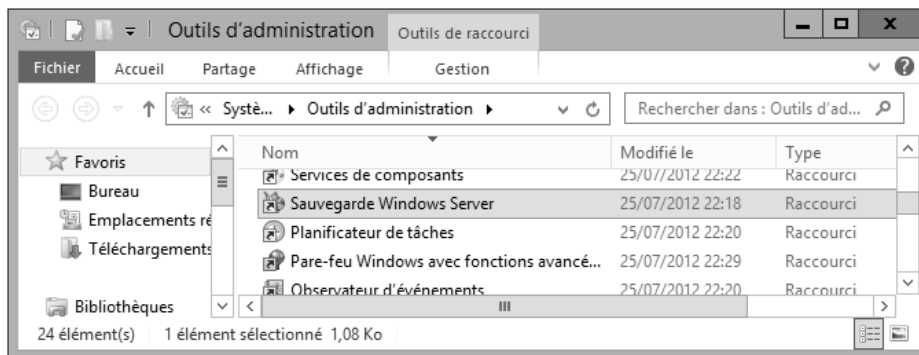 Outils d'administration Outils de raccourci
Fichier Accueil Partage Affichage Gestion
« Systè... Outils d'administration Rechercher dans : Outils d'ad...
Favoris
Bureau
Emplacements ré
Téléchargements
Bibliothèques
Nom Modifié le Type
Services de composants 25/07/2012 22:22 Raccourci
Sauvegarde Windows Server 25/07/2012 22:18 Raccourci
Planificateur de tâches 25/07/2012 22:20 Raccourci
Pare-feu Windows avec fonctions avancé... 25/07/2012 22:29 Raccourci
Observateur d'événements 25/07/2012 22:20 Raccourci
24 élément(s) 1 élément sélectionné 1,08 Ko